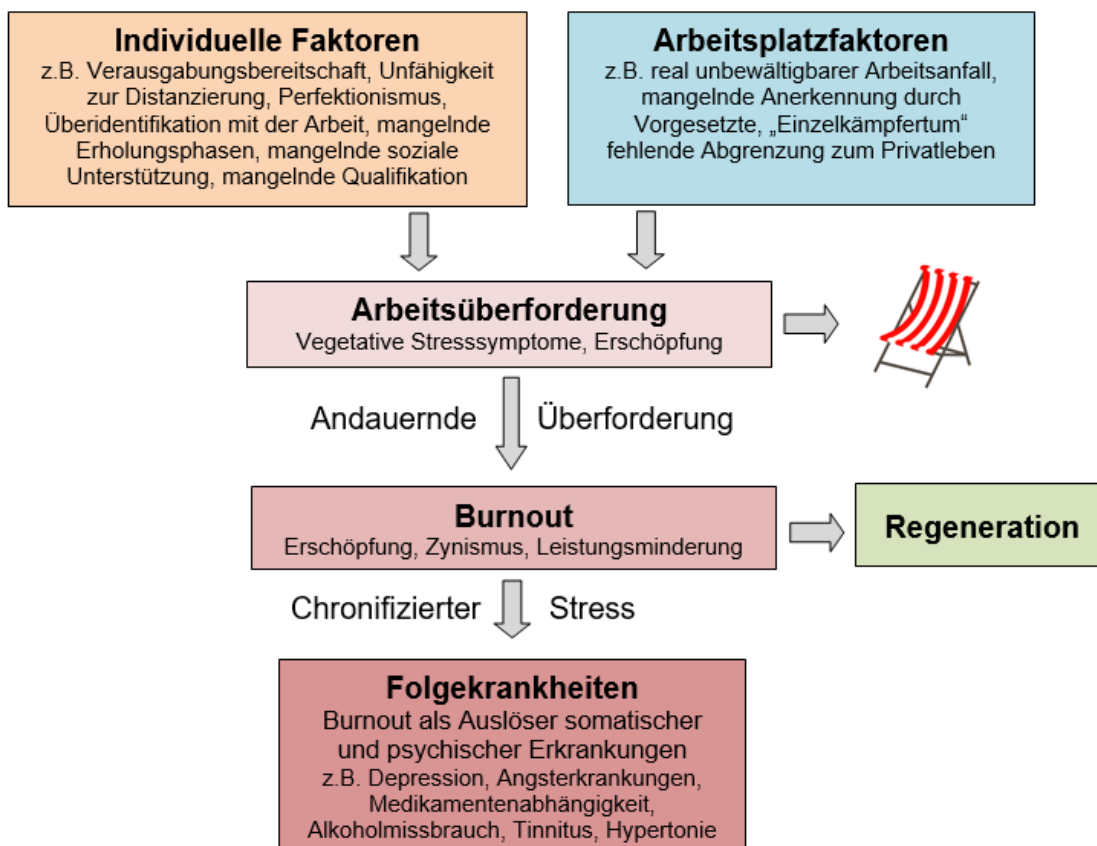 Individuelle Faktoren
z.B. Verausgabungsbereitschaft, Unfähigkeit
zur Distanzierung, Perfektionismus,
Überidentifikation mit der Arbeit, mangelnde
Erholungsphasen, mangelnde soziale
Unterstützung, mangelnde Qualifikation
Arbeitsplatzfaktoren
z.B. real unbewältigbarer Arbeitsanfall,
mangelnde Anerkennung durch
Vorgesetzte, „Einzelkämpfertum“
fehlende Abgrenzung zum Privatleben
Arbeitsüberforderung
Vegetative Stresssymptome, Erschöpfung
Andauernde Überforderung
Burnout
Erschöpfung, Zynismus, Leistungsminderung
Regeneration
Chronifizierter Stress
Folgekrankheiten
Burnout als Auslöser somatischer
und psychischer Erkrankungen
z.B. Depression, Angsterkrankungen,
Medikamentenabhängigkeit,
Alkoholmissbrauch, Tinnitus, Hypertonie